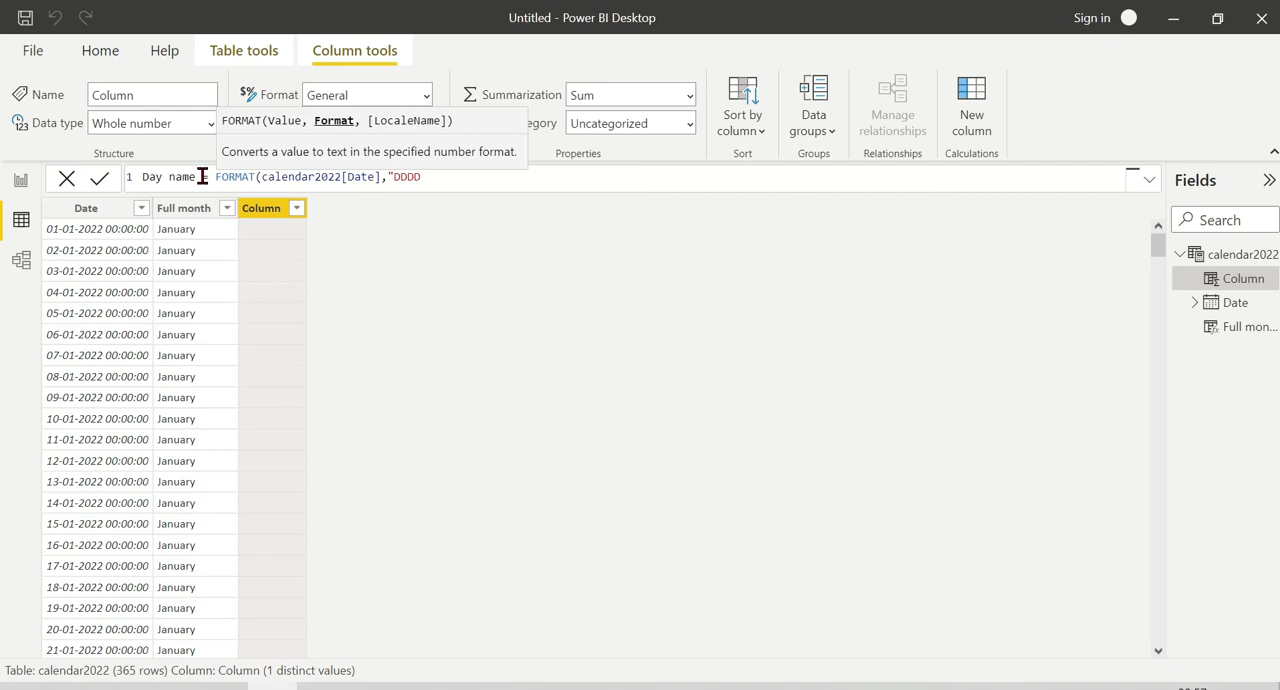 Untitled - Power BI Desktop
Sign in
File
Home
Help
Table tools
Column tools
Name
Column
Format
General
Summarization
Sum
Data type
Whole number
egory
Uncategorized
FORMAT(Value, Format, [LocaleName])
Converts a value to text in the specified number format.
Sort by column
Data groups
Manage relationships
New column
Structure
Properties
Sort
Groups
Relationships
Calculations
1 Day name = FORMAT(calendar2022[Date],"DDDD
Date
Full month
Column
01-01-2022 00:00:00 January
02-01-2022 00:00:00 January
03-01-2022 00:00:00 January
04-01-2022 00:00:00 January
05-01-2022 00:00:00 January
06-01-2022 00:00:00 January
07-01-2022 00:00:00 January
08-01-2022 00:00:00 January
09-01-2022 00:00:00 January
10-01-2022 00:00:00 January
11-01-2022 00:00:00 January
12-01-2022 00:00:00 January
13-01-2022 00:00:00 January
14-01-2022 00:00:00 January
15-01-2022 00:00:00 January
16-01-2022 00:00:00 January
17-01-2022 00:00:00 January
18-01-2022 00:00:00 January
19-01-2022 00:00:00 January
20-01-2022 00:00:00 January
21-01-2022 00:00:00 January
Fields
Search
calendar2022
Column
Date
Full mon...
Table: calendar2022 (365 rows) Column: Column (1 distinct values)